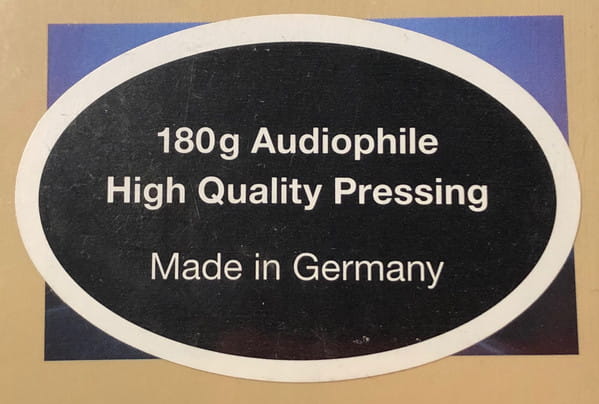 180g Audiophile
High Quality Pressing
Made in Germany